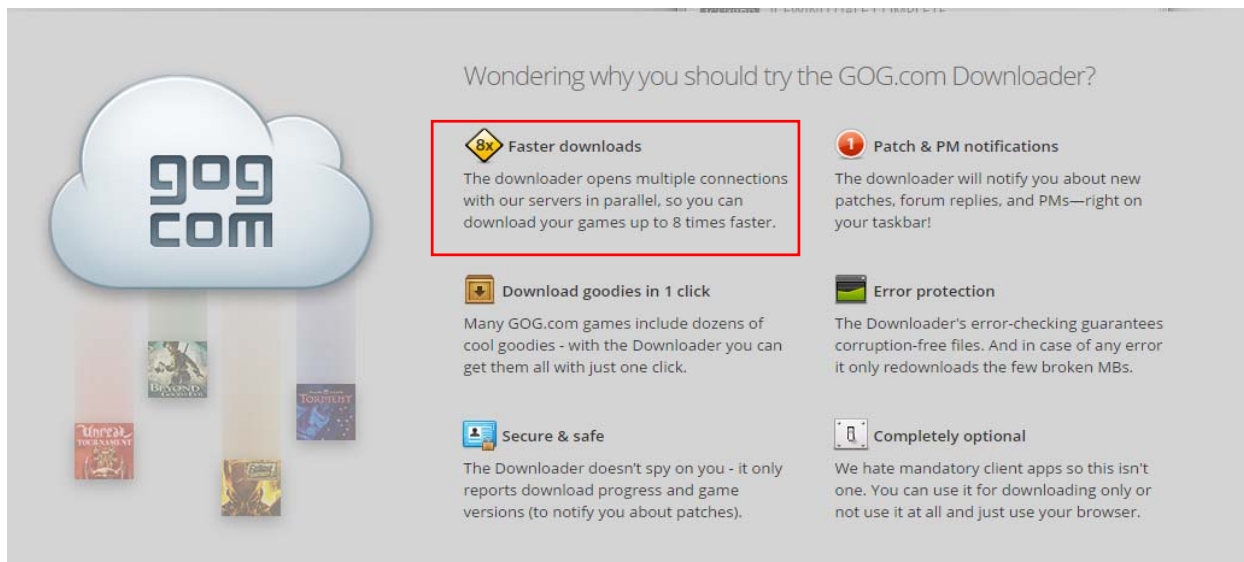 ICEWIND DALE COMPLETE
Wondering why you should try the GOG.com Downloader?
gog
com
8x Faster downloads
The downloader opens multiple connections
with our servers in parallel, so you can
download your games up to 8 times faster.
1 Patch & PM notifications
The downloader will notify you about new
patches, forum replies, and PMs—right on
your taskbar!
Download goodies in 1 click
Many GOG.com games include dozens of
cool goodies - with the Downloader you can
get them all with just one click.
Error protection
The Downloader's error-checking guarantees
corruption-free files. And in case of any error
it only redownloads the few broken MBs.
Secure & safe
The Downloader doesn't spy on you - it only
reports download progress and game
versions (to notify you about patches).
Completely optional
We hate mandatory client apps so this isn't
one. You can use it for downloading only or
not use it at all and just use your browser.
BEYOND
GOOD & EVIL
TORMENT
Unreal
TOURNAMENT
Fallout